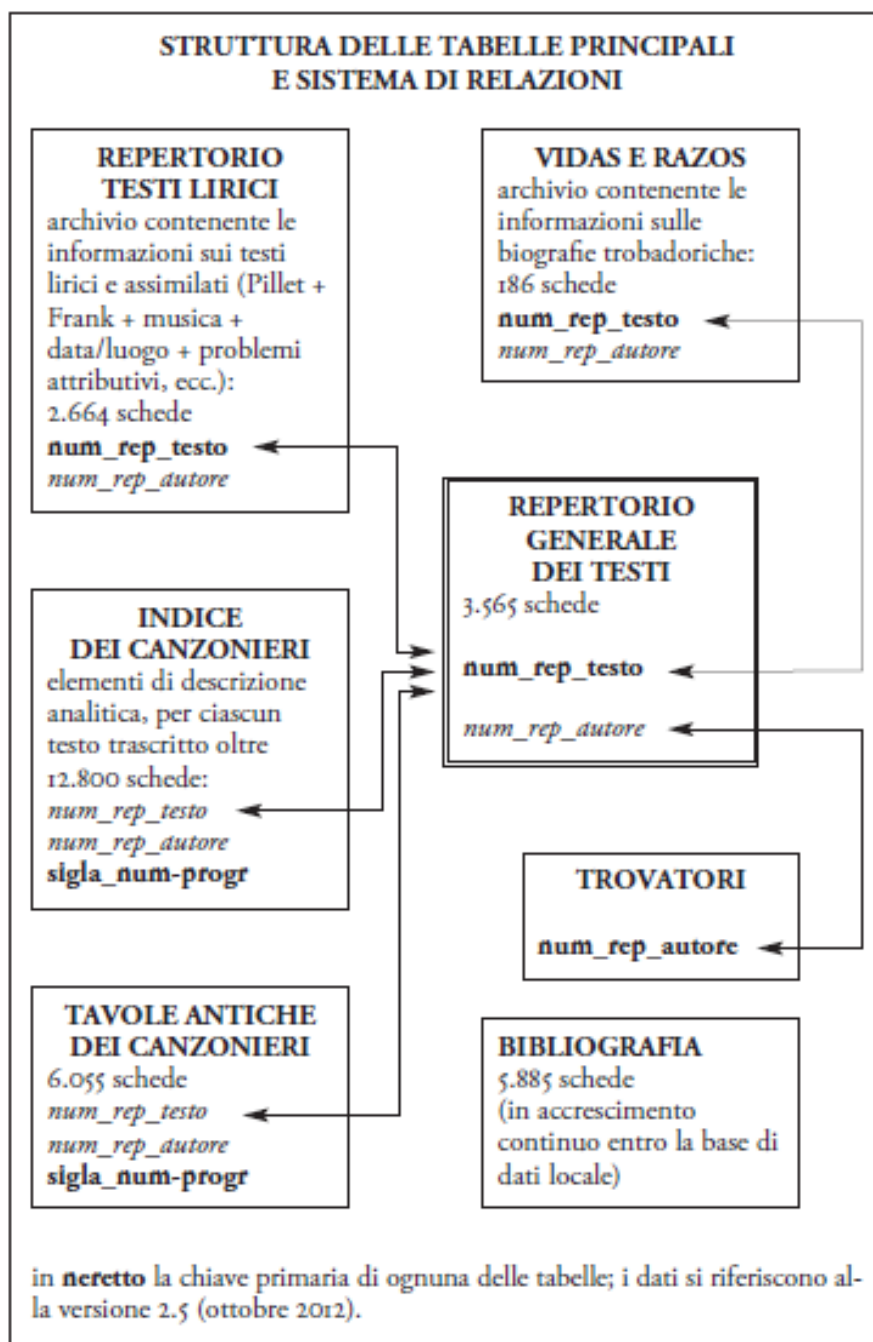 STRUTTURA DELLE TABELLE PRINCIPALI
E SISTEMA DI RELAZIONI
REPERTORIO
TESTI LIRICI
archivio contenente le
informazioni sui testi
lirici e assimilati (Pillet +
Frank + musica +
data/luogo + problemi
attributivi, ecc.):
2.664 schede
num_rep_testo
num_rep_autore
VIDAS E RAZOS
archivio contenente le
informazioni sulle
biografie trobadoriche:
186 schede
num_rep_testo
num_rep_autore
REPERTORIO
GENERALE
DEI TESTI
3.565 schede
num_rep_testo
num_rep_autore
INDICE
DEI CANZONIERI
elementi di descrizione
analitica, per ciascun
testo trascritto oltre
12.800 schede:
num_rep_testo
num_rep_autore
sigla_num-progr
TROVATORI
num_rep_autore
TAVOLE ANTICHE
DEI CANZONIERI
6.055 schede
num_rep_testo
num_rep_autore
sigla_num-progr
BIBLIOGRAFIA
5.885 schede
(in accrescimento
continuo entro la base di
dati locale)
in neretto la chiave primaria di ognuna delle tabelle; i dati si riferiscono al-
la versione 2.5 (ottobre 2012).